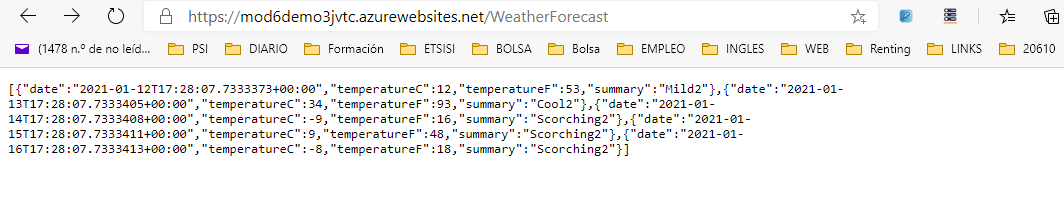 https://mod6demo3jvtc.azurewebsites.net/WeatherForecast
(1478 n.º de no leíd... PSI DIARIO Formación ETSISI BOLSA Bolsa EMPLEO INGLES WEB Renting LINKS 20610
[{"date":"2021-01-12T17:28:07.7333373+00:00","temperatureC":12,"temperatureF":53,"summary":"Mild2"},{"date":"2021-01-
13T17:28:07.7333405+00:00","temperatureC":34,"temperatureF":93,"summary":"Cool2"},{"date":"2021-01-
14T17:28:07.7333408+00:00","temperatureC":-9,"temperatureF":16,"summary":"Scorching2"},{"date":"2021-01-
15T17:28:07.7333411+00:00","temperatureC":9,"temperatureF":48,"summary":"Scorching2"},{"date":"2021-01-
16T17:28:07.7333413+00:00","temperatureC":-8,"temperatureF":18,"summary":"Scorching2"}]